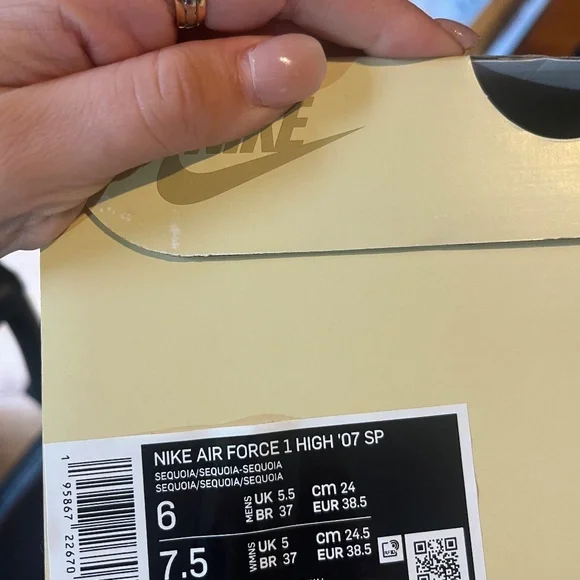 NIKE
NIKE AIR FORCE 1 HIGH '07 SP
SEQUOIA/SEQUOIA-SEQUOIA
SEQUOIA/SEQUOIA/SEQUOIA
6 MENS UK 5.5 cm 24
BR 37 EUR 38.5
7.5 WMNS UK 5 cm 24.5
BR 37 EUR 38.5
1 95867 22670